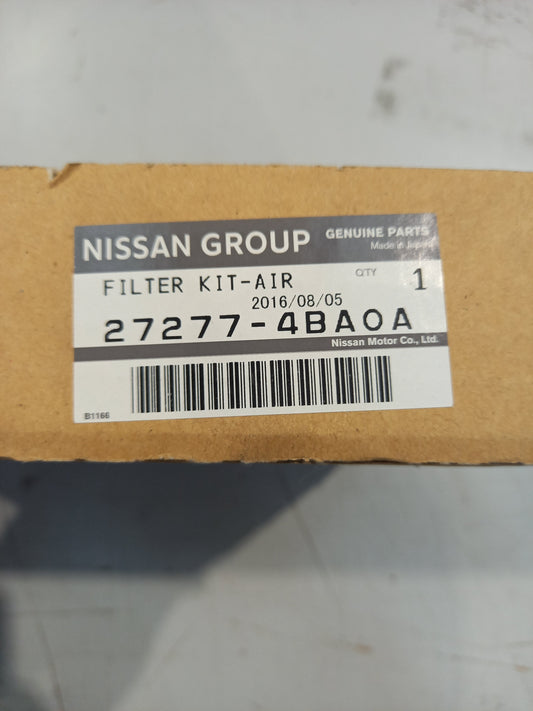 NISSAN GROUP
GENUINE PARTS
Made in Japan
FILTER KIT-AIR
QTY 1
2016/08/05
27277-4BA0A
Nissan Motor Co., Ltd.
B1166